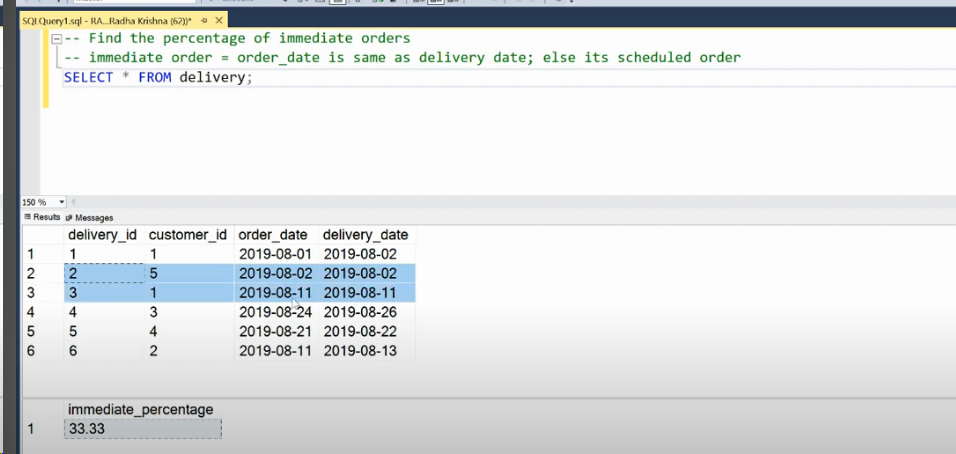 SQLQuery1.sql - RA...Radha Krishna (62))*
-- Find the percentage of immediate orders
-- immediate order = order_date is same as delivery date; else its scheduled order
SELECT * FROM delivery;
150 %
Results Messages
delivery_id customer_id order_date delivery_date
1 1 1 2019-08-01 2019-08-02
2 2 5 2019-08-02 2019-08-02
3 3 1 2019-08-11 2019-08-11
4 4 3 2019-08-24 2019-08-26
5 5 4 2019-08-21 2019-08-22
6 6 2 2019-08-11 2019-08-13
immediate_percentage
1 33.33